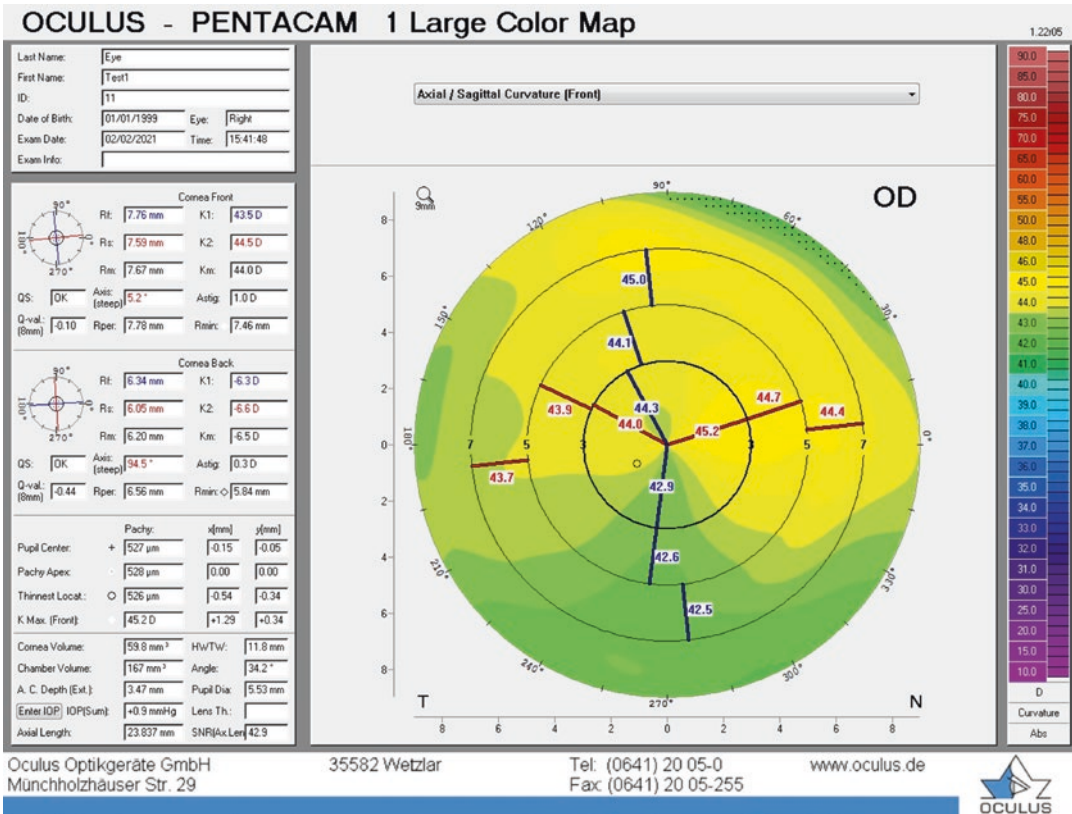 OCULUS - PENTACAM 1 Large Color Map
1.22r05
Last Name: Eye
First Name: Test1
ID: 11
Date of Birth: 01/01/1999 Eye: Right
Exam Date: 02/02/2021 Time: 15:41:48
Exam Info:
Cornea Front
90°
180° 0°
270°
Rf: 7.76 mm K1: 43.5 D
Rs: 7.59 mm K2: 44.5 D
Rm: 7.67 mm Km: 44.0 D
QS: OK Axis: (steep) 5.2° Astig: 1.0 D
Q-val.: (8mm) -0.10 Rper: 7.78 mm Rmin: 7.46 mm
Cornea Back
90°
180° 0°
270°
Rf: 6.34 mm K1: -6.3 D
Rs: 6.05 mm K2: -6.6 D
Rm: 6.20 mm Km: -6.5 D
QS: OK Axis: (steep) 94.5° Astig: 0.3 D
Q-val.: (8mm) -0.44 Rper: 6.56 mm Rmin: 5.84 mm
Pachy: x[mm] y[mm]
Pupil Center: + 527 µm -0.15 -0.05
Pachy Apex: 528 µm 0.00 0.00
Thinnest Locat.: O 526 µm -0.54 -0.34
K Max. (Front): 45.2 D +1.29 +0.34
Cornea Volume: 59.8 mm³ HWTW: 11.8 mm
Chamber Volume: 167 mm³ Angle: 34.2°
A. C. Depth (Ext.): 3.47 mm Pupil Dia: 5.53 mm
Enter IOP IOP(Sum): +0.9 mmHg Lens Th.:
Axial Length: 23.837 mm SNR(Ax.Len 42.9
Axial / Sagittal Curvature (Front)
9mm
OD
90°
120° 60°
150° 30°
180° 0°
210° 330°
240° 300°
270°
8
6
4
2
0
2
4
6
8
45.0
44.1
44.3
43.9
44.0
45.2
44.7
44.4
7 5 3 3 5 7
43.7
42.9
42.6
42.5
T N
8 6 4 2 0 2 4 6 8
90.0
85.0
80.0
75.0
70.0
65.0
60.0
55.0
50.0
48.0
46.0
45.0
44.0
43.0
42.0
41.0
40.0
39.0
38.0
37.0
36.0
35.0
34.0
33.0
32.0
31.0
30.0
25.0
20.0
15.0
10.0
D
Curvature
Abs
Oculus Optikgeräte GmbH 35582 Wetzlar Tel: (0641) 20 05-0 www.oculus.de
Münchholzhäuser Str. 29 Fax: (0641) 20 05-255
OCULUS